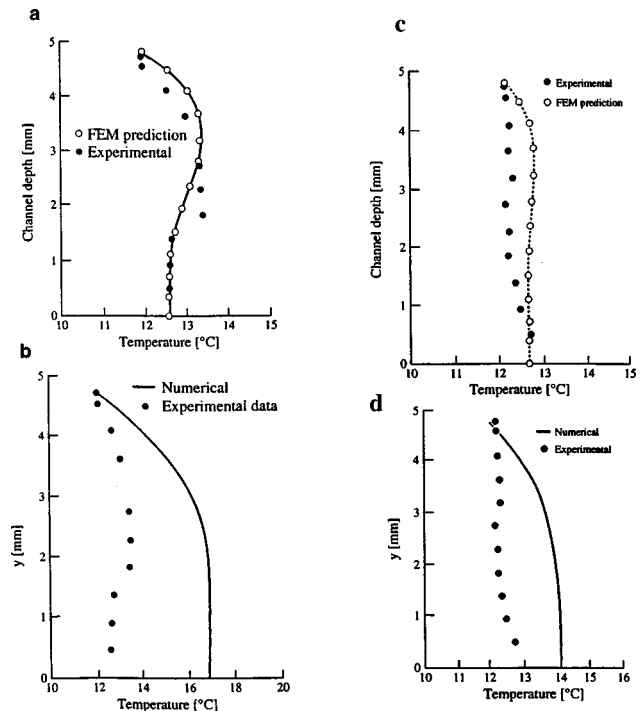 a
5
4
3
2
1
0
Channel depth [mm]
FEM prediction
Experimental
10 11 12 13 14 15
Temperature [°C]
c
5
4
3
2
1
0
Channel depth [mm]
Experimental
FEM prediction
10 11 12 13 14 15
Temperature [°C]
b
5
4
3
2
1
0
y [mm]
Numerical
Experimental data
10 12 14 16 18 20
Temperature [°C]
d
5
4
3
2
1
0
y [mm]
Numerical
Experimental
10 11 12 13 14 15 16
Temperature [°C]